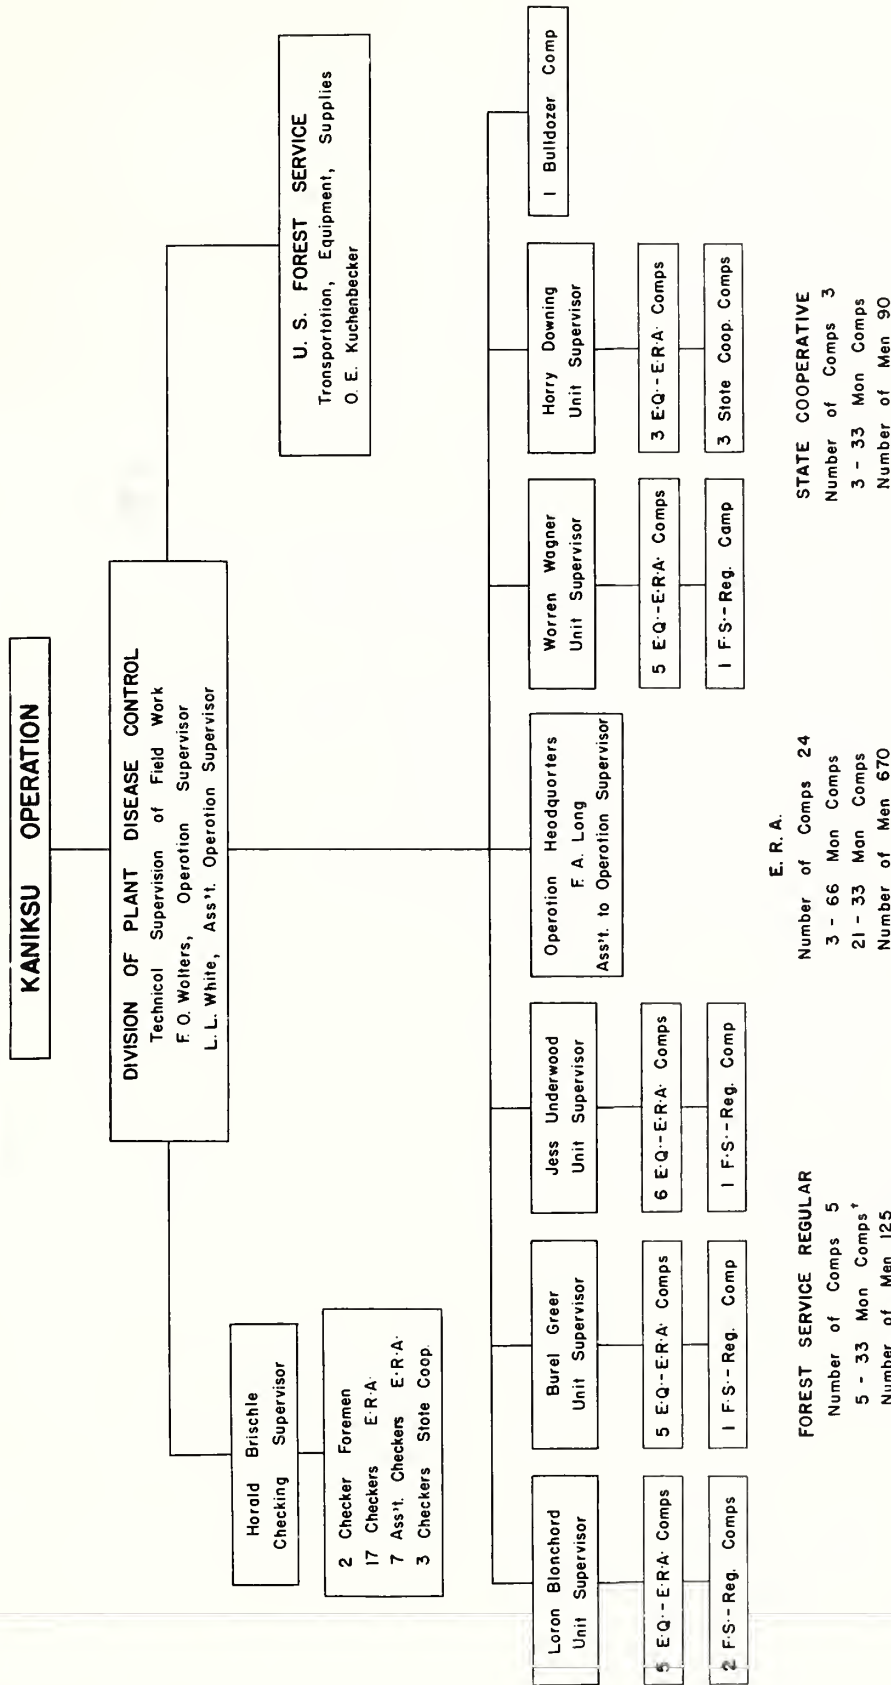 KANIKSU OPERATION
DIVISION OF PLANT DISEASE CONTROL
Technicol Supervision of Field Work
F. O. Wolters, Operation Supervisor
L. L. White, Ass't. Operation Supervisor
Horald Brischle
Checking Supervisor
2 Checker Foremen
17 Checkers E.R.A.
7 Ass't. Checkers E.R.A.
3 Checkers Stote Coop.
U. S. FOREST SERVICE
Tronsportotion, Equipment, Supplies
O. E. Kuchenbecker
Loron Blonchord
Unit Supervisor
5 E.Q.-E.R.A. Comps
2 F.S.-Reg. Comps
Burel Greer
Unit Supervisor
5 E.Q.-E.R.A. Comps
1 F.S.-Reg. Comp
Jess Underwood
Unit Supervisor
6 E.Q.-E.R.A. Comps
1 F.S.-Reg. Comp
Operation Heodquorters
F. A. Long
Ass't. to Operotion Supervisor
Worren Wogner
Unit Supervisor
5 E.Q.-E.R.A. Comps
1 F.S.-Reg. Camp
Horry Downing
Unit Supervisor
3 E.Q.-E.R.A. Comps
3 Stote Coop. Comps
1 Bulldozer Comp
FOREST SERVICE REGULAR
Number of Comps 5
5 - 33 Mon Comps†
Number of Men 125
E. R. A.
Number of Comps 24
3 - 66 Mon Comps
21 - 33 Man Comps
Number of Men 670
STATE COOPERATIVE
Number of Comps 3
3 - 33 Mon Comps
Number of Men 90